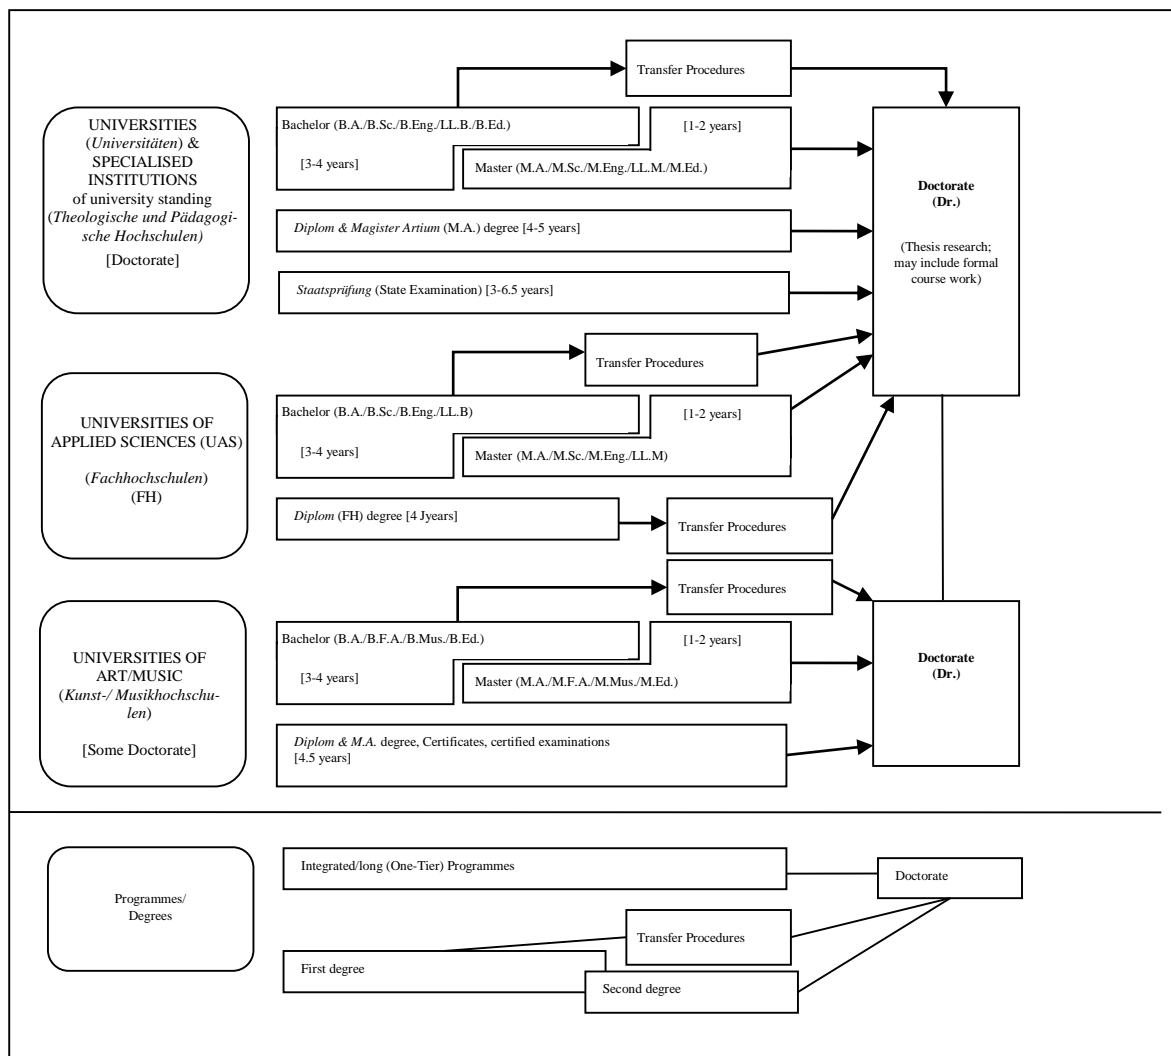 Transfer Procedures
UNIVERSITIES
(Universitäten) &
SPECIALISED
INSTITUTIONS
of university standing
(Theologische und Pädagogi-
sche Hochschulen)
[Doctorate]
Bachelor (B.A./B.Sc./B.Eng./LL.B./B.Ed.)
[1-2 years]
[3-4 years]
Master (M.A./M.Sc./M.Eng./LL.M./M.Ed.)
Diplom & Magister Artium (M.A.) degree [4-5 years]
Staatsprüfung (State Examination) [3-6.5 years]
Doctorate
(Dr.)
(Thesis research;
may include formal
course work)
UNIVERSITIES OF
APPLIED SCIENCES (UAS)
(Fachhochschulen)
(FH)
Transfer Procedures
Bachelor (B.A./B.Sc./B.Eng./LL.B)
[1-2 years]
[3-4 years]
Master (M.A./M.Sc./M.Eng./LL.M)
Diplom (FH) degree [4 Jyears]
Transfer Procedures
UNIVERSITIES OF
ART/MUSIC
(Kunst-/ Musikhochschu-
len)
[Some Doctorate]
Transfer Procedures
Bachelor (B.A./B.F.A./B.Mus./B.Ed.)
[1-2 years]
[3-4 years]
Master (M.A./M.F.A./M.Mus./M.Ed.)
Diplom & M.A. degree, Certificates, certified examinations
[4.5 years]
Doctorate
(Dr.)
Programmes/
Degrees
Integrated/long (One-Tier) Programmes
Doctorate
Transfer Procedures
First degree
Second degree